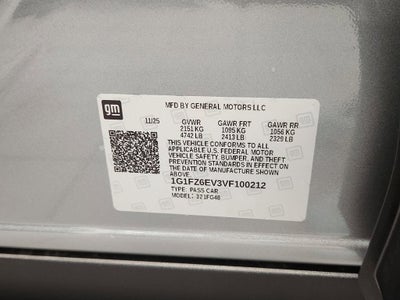 gm
MFD BY GENERAL MOTORS LLC
11/25 GVWR GAWR FRT GAWR RR
2151 KG 1095 KG 1056 KG
4742 LB 2413 LB 2329 LB
THIS VEHICLE CONFORMS TO ALL
APPLICABLE U.S. FEDERAL MOTOR
VEHICLE SAFETY, BUMPER, AND THEFT
PREVENTION STANDARDS IN EFFECT ON
THE DATE OF MANUFACTURE SHOWN
ABOVE
1G1FZ6EV3VF100212
TYPE: PASS CAR
MODEL: 321FG48